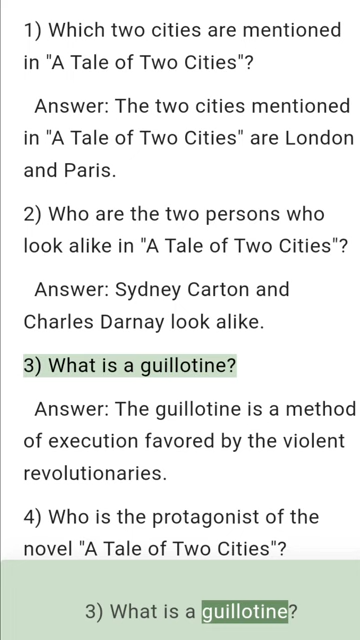 1) Which two cities are mentioned
in "A Tale of Two Cities"?
Answer: The two cities mentioned
in "A Tale of Two Cities" are London
and Paris.
2) Who are the two persons who
look alike in "A Tale of Two Cities"?
Answer: Sydney Carton and
Charles Darnay look alike.
3) What is a guillotine?
Answer: The guillotine is a method
of execution favored by the violent
revolutionaries.
4) Who is the protagonist of the
novel "A Tale of Two Cities"?
3) What is a guillotine?